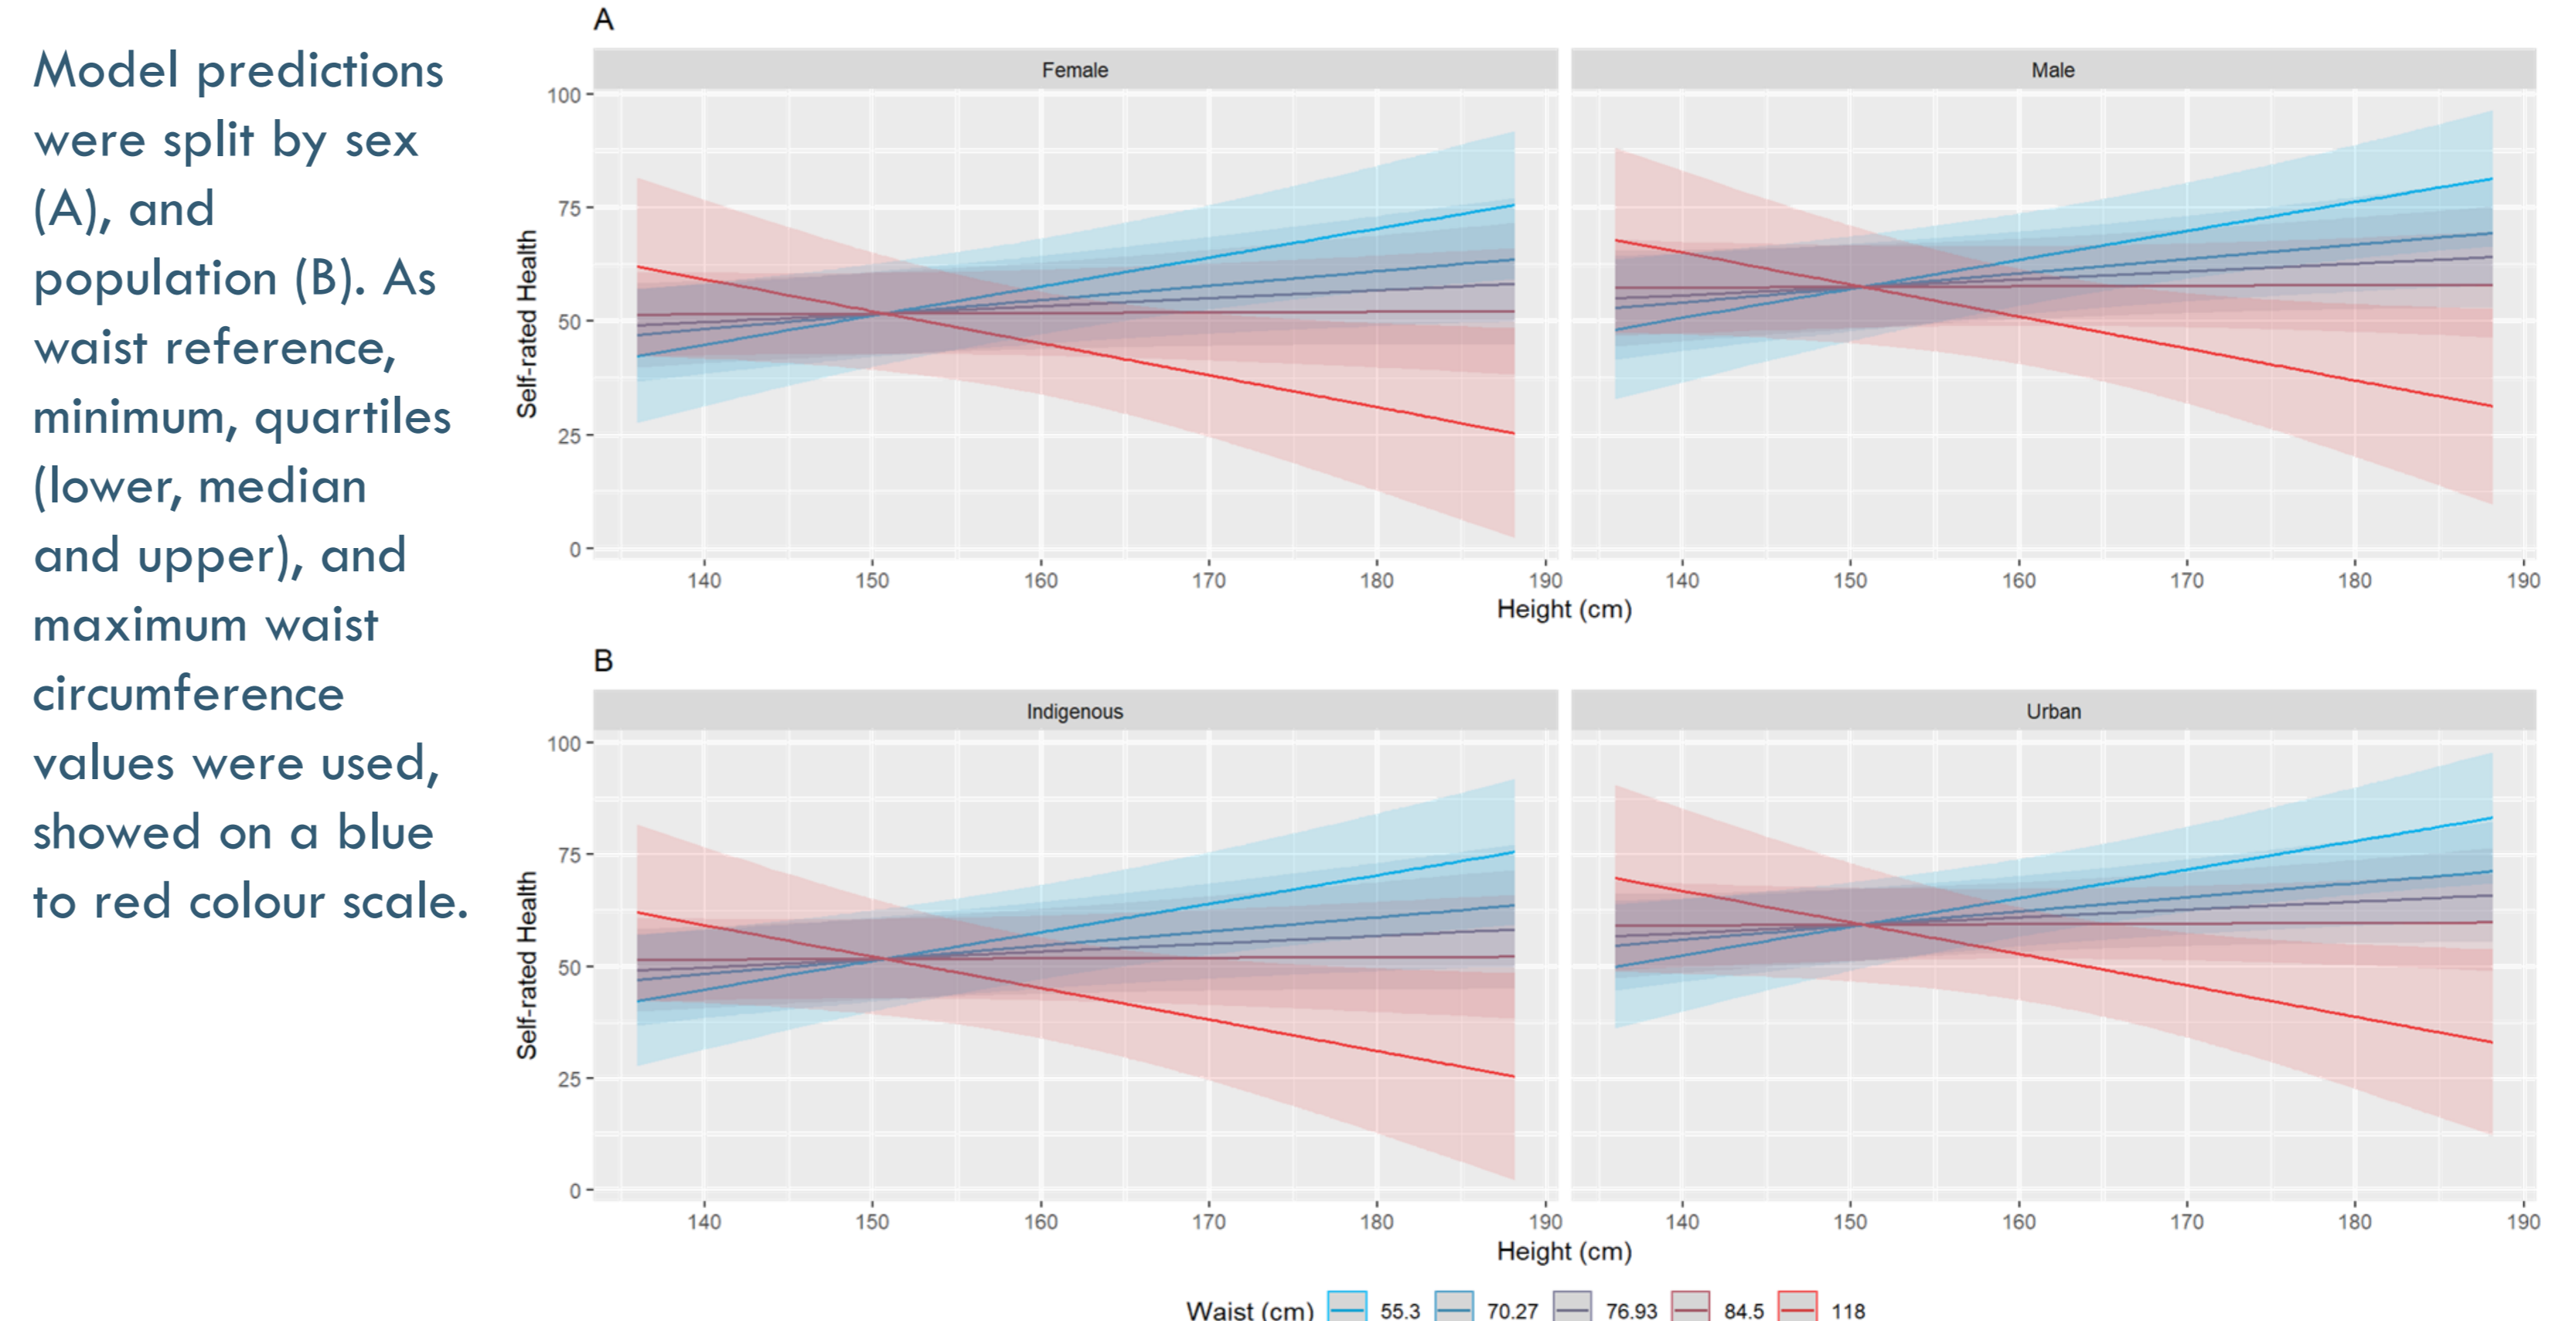 Model predictions
were split by sex
(A), and
population (B). As
waist reference,
minimum, quartiles
(lower, median
and upper), and
maximum waist
circumference
values were used,
showed on a blue
to red colour scale.
A
Female
Male
Self-rated Health
100
75
50
25
0
140 150 160 170 180 190
140 150 160 170 180 190
Height (cm)
B
Indigenous
Urban
Self-rated Health
100
75
50
25
0
140 150 160 170 180 190
140 150 160 170 180 190
Height (cm)
Waist (cm) 55.3 70.27 76.93 84.5 118